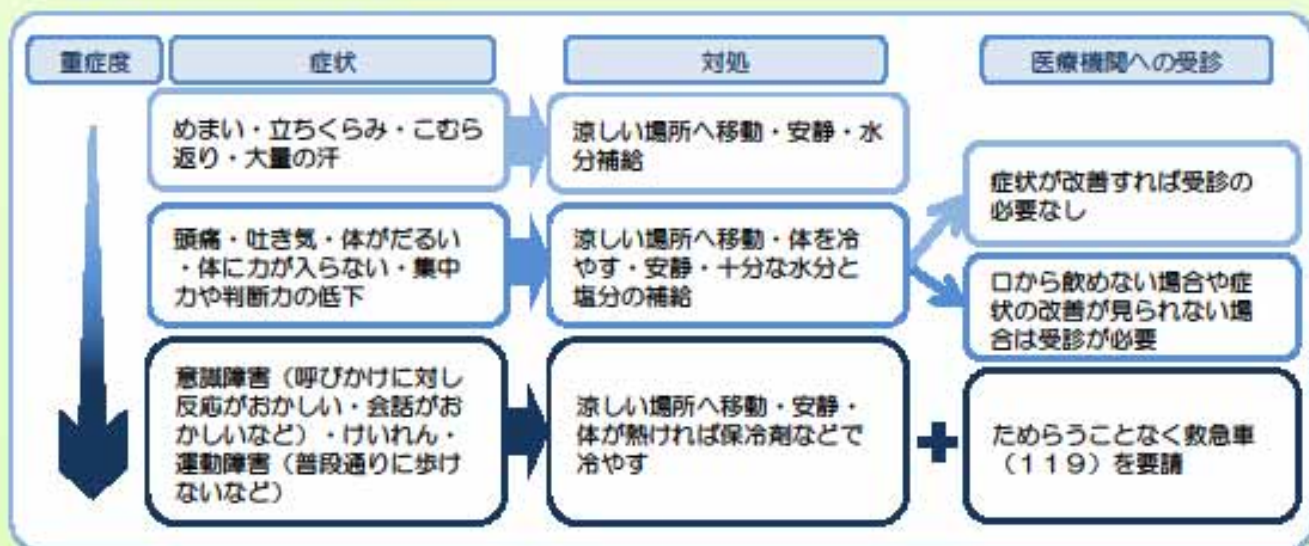 重症度
症状
対処
医療機関への受診
めまい・立ちくらみ・こむら
返り・大量の汗
涼しい場所へ移動・安静・水
分補給
症状が改善すれば受診の
必要なし
頭痛・吐き気・体がだるい
・体に力が入らない・集中
力や判断力の低下
涼しい場所へ移動・体を冷
やす・安静・十分な水分と
塩分の補給
口から飲めない場合や症
状の改善が見られない場
合は受診が必要
意識障害（呼びかけに対し
反応がおかしい・会話がお
かしいなど）・けいれん・
運動障害（普段通りに歩け
ないなど）
涼しい場所へ移動・安静・
体が熱ければ保冷剤などで
冷やす
ためらうことなく救急車
（１１９）を要請